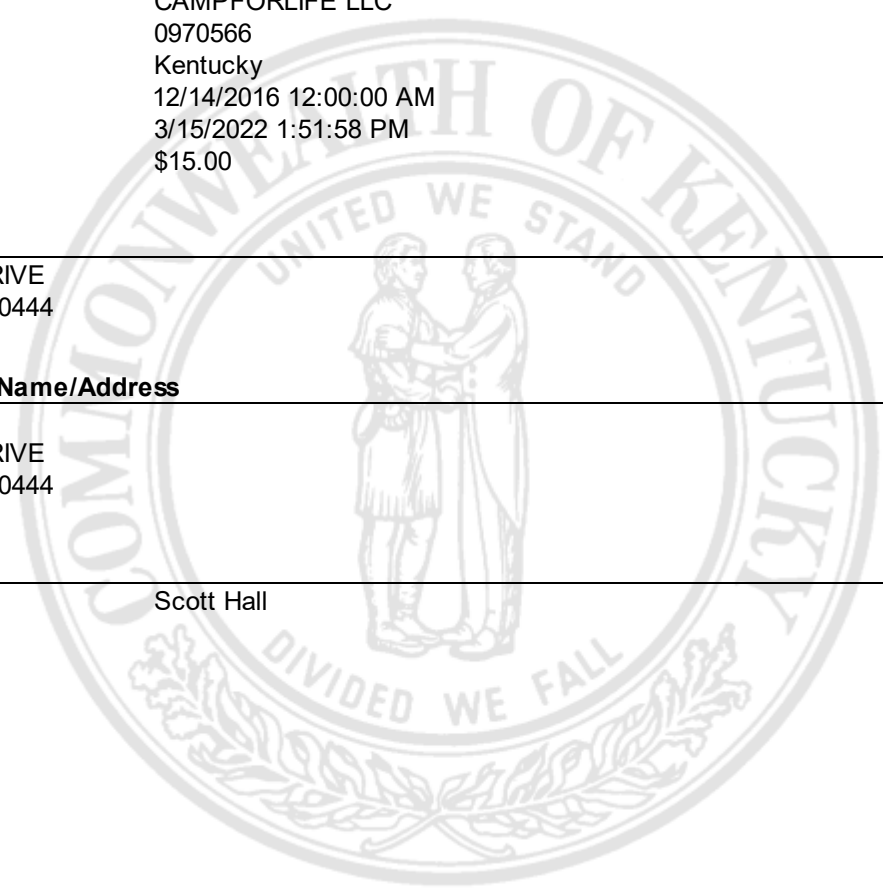 CAMPFORLIFE LLC
0970566
Kentucky
12/14/2016 12:00:00 AM
3/15/2022 1:51:58 PM
$15.00
COMMONWEALTH OF KENTUCKY
UNITED WE STAND
RIVE
0444
Name/Address
RIVE
0444
Scott Hall
DIVIDED WE FALL